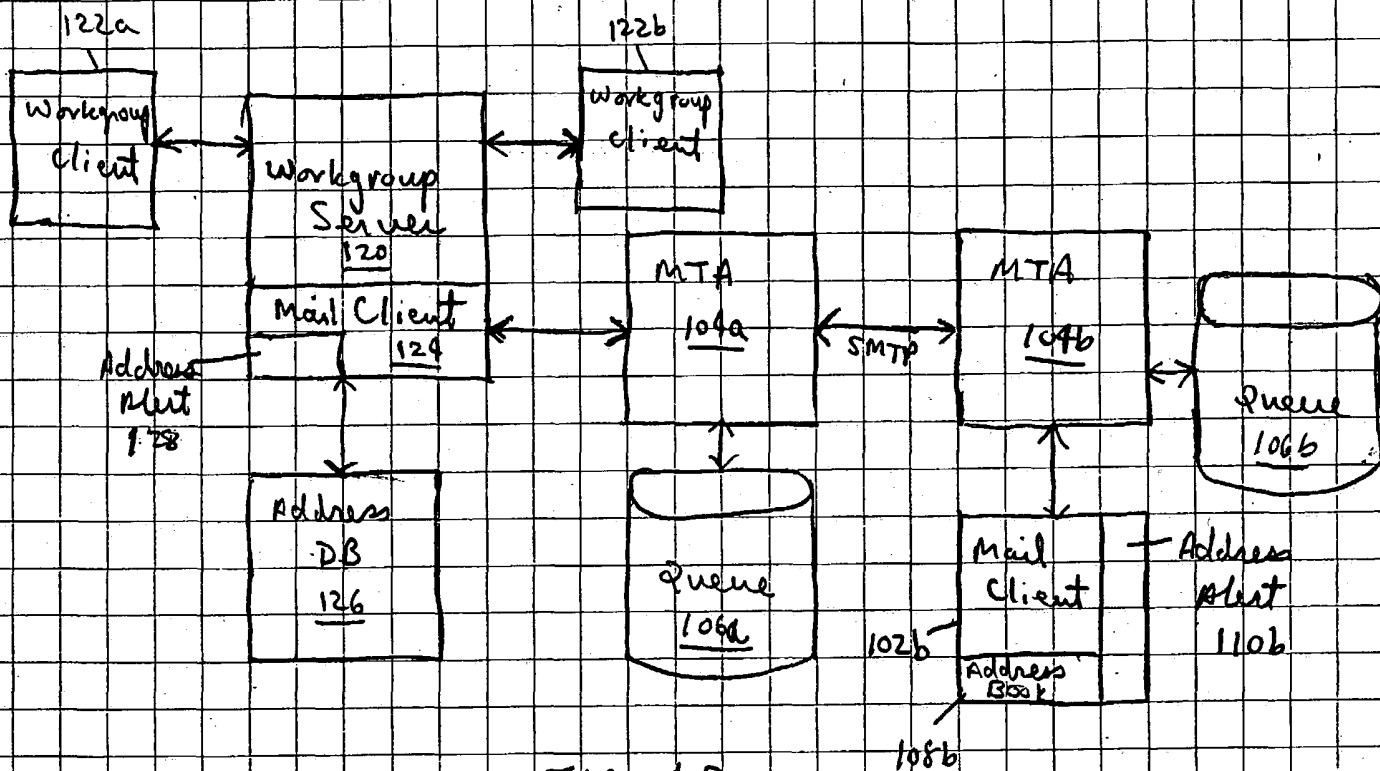 122a
122b
Workgroup
Client
Workgroup
Client
Workgroup
Server
120
Mail Client
124
Address
Alert
128
MTA
104a
SMTP
MTA
104b
Queue
106b
Address
DB
126
Queue
106a
Mail
Client
102b
Address
Book
108b
Address
Alert
110b